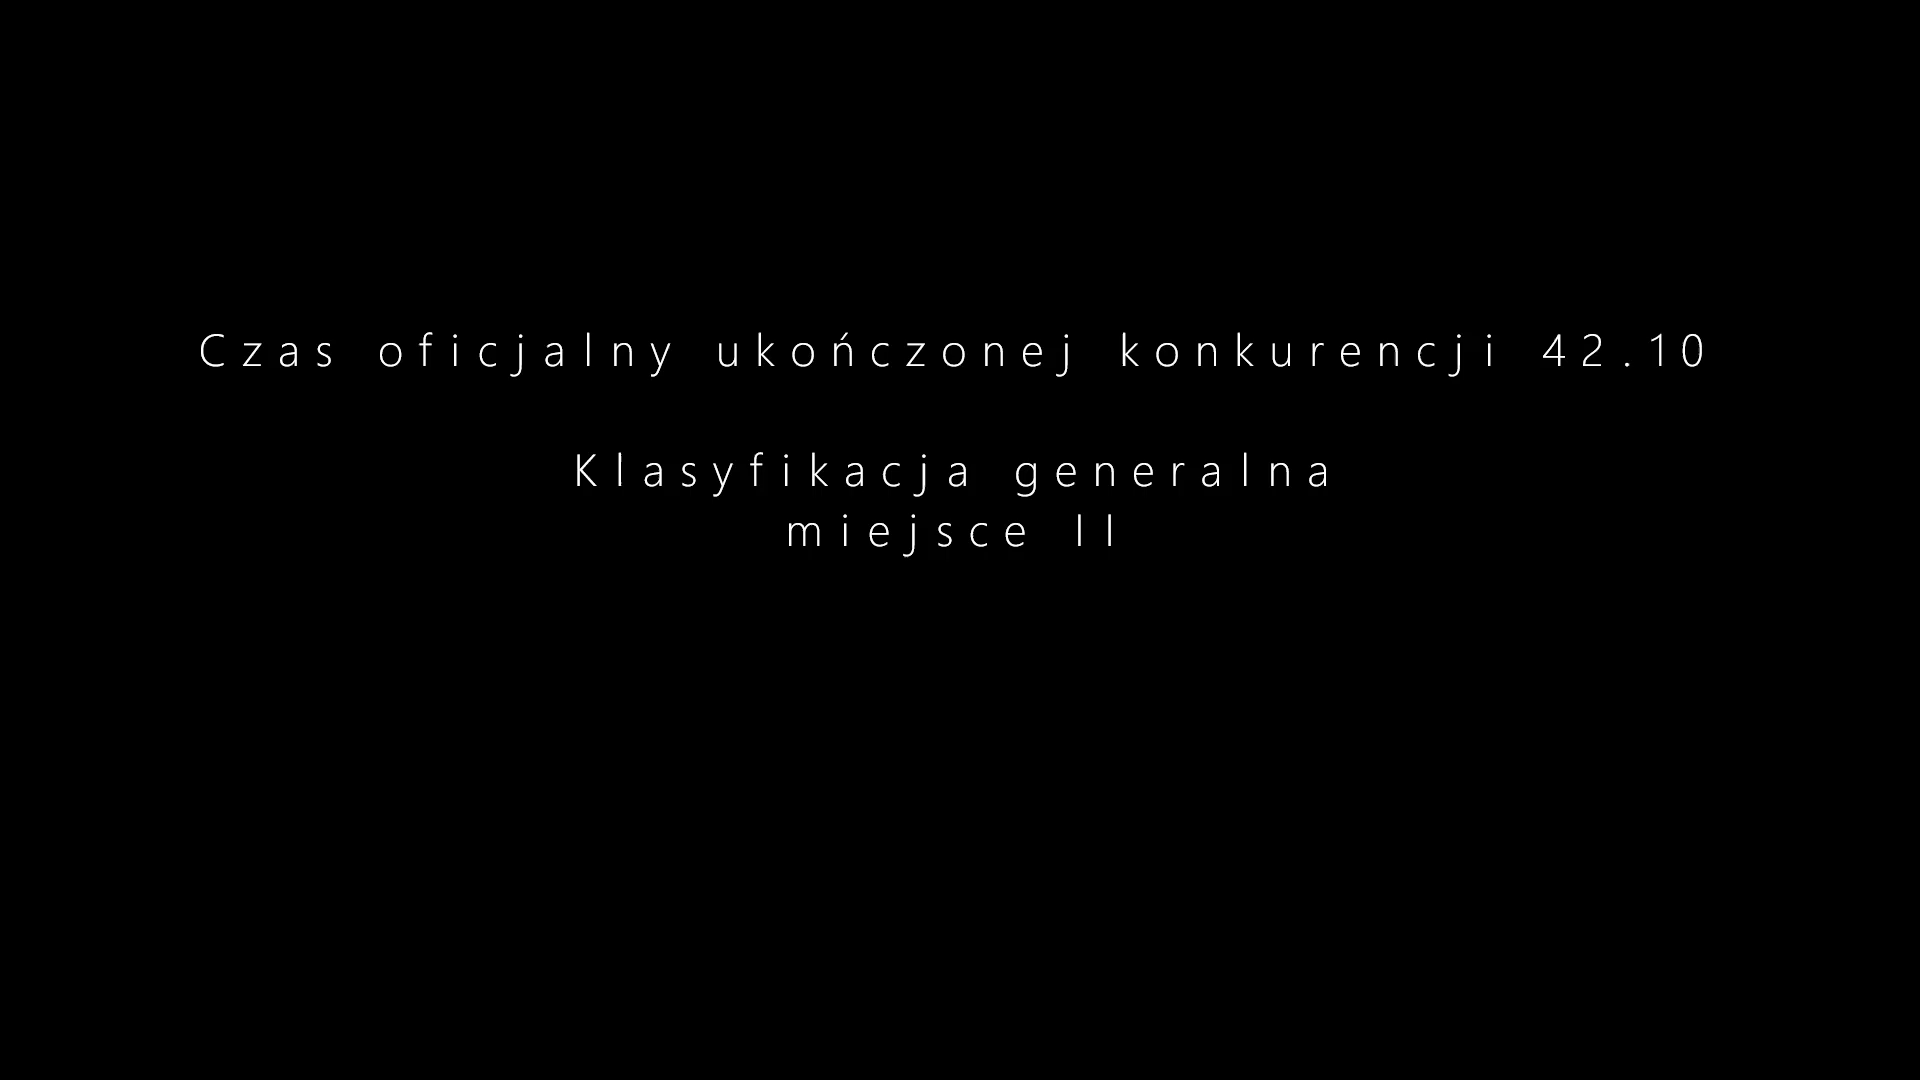 Czas oficjalny ukończonej konkurencji 42.10
Klasyfikacja generalna
miejsce II